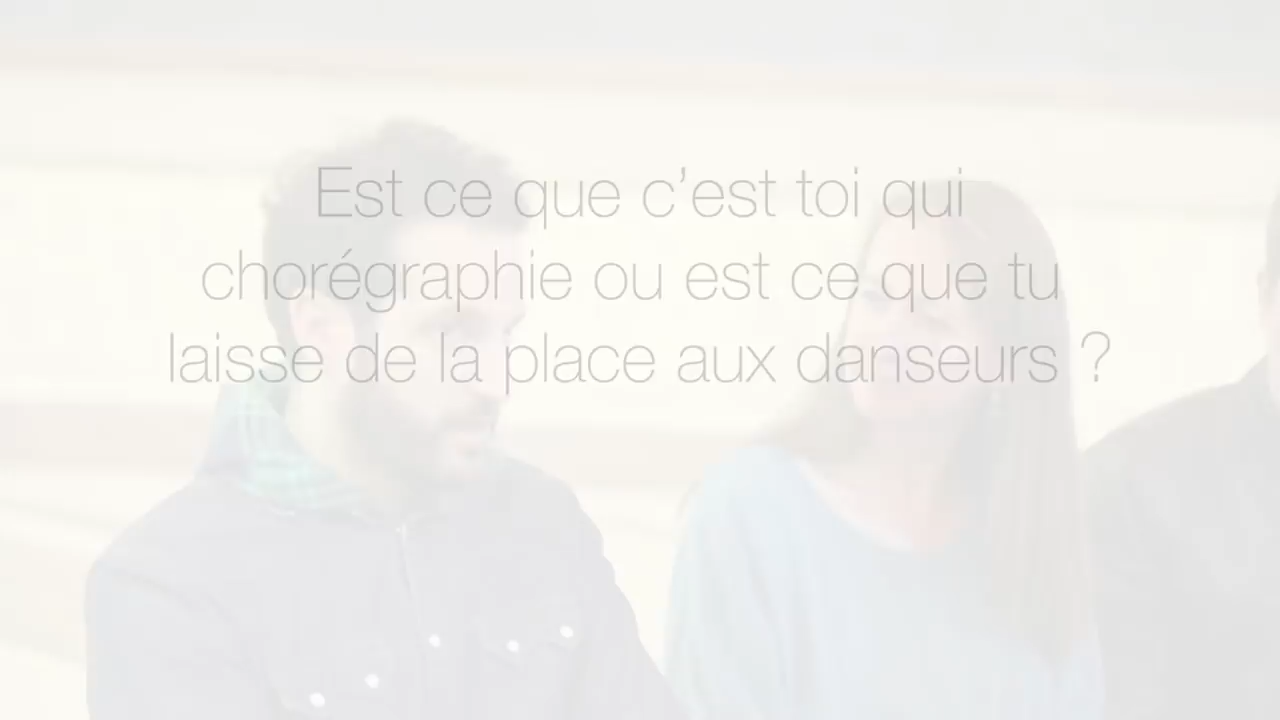 Est ce que c’est toi qui
chorégraphie ou est ce que tu
laisse de la place aux danseurs ?